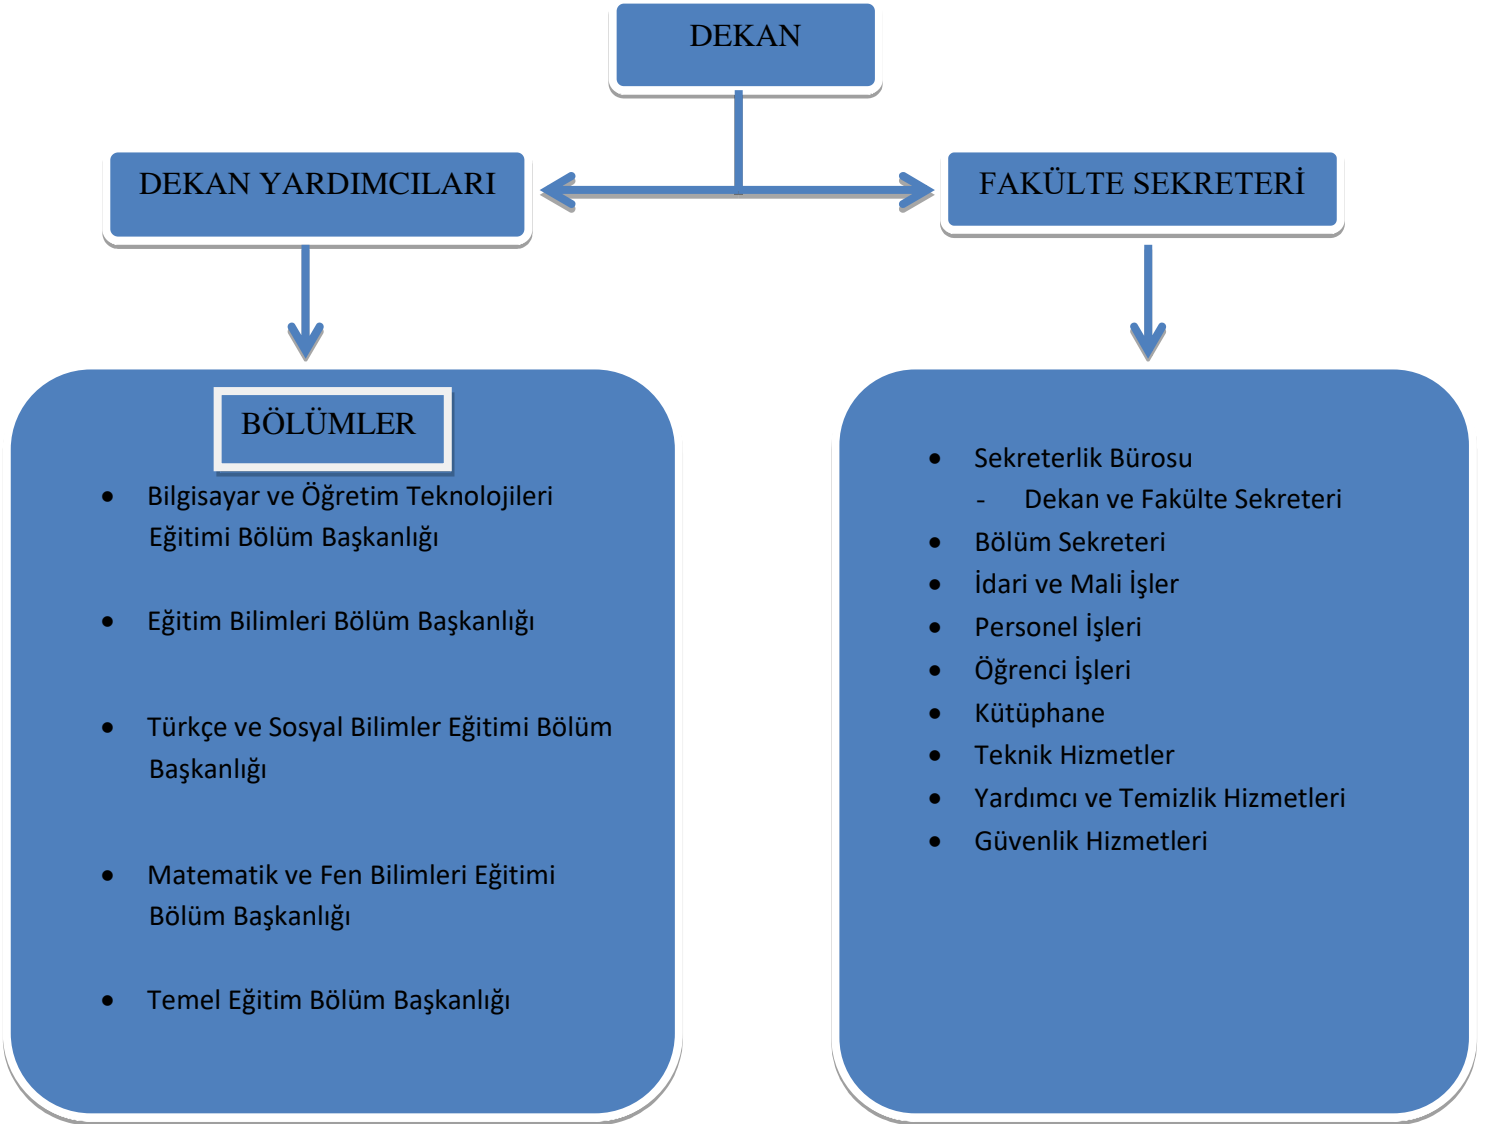 DEKAN
DEKAN YARDIMCILARI
FAKÜLTE SEKRETERİ
BÖLÜMLER
• Bilgisayar ve Öğretim Teknolojileri
Eğitimi Bölüm Başkanlığı
• Eğitim Bilimleri Bölüm Başkanlığı
• Türkçe ve Sosyal Bilimler Eğitimi Bölüm
Başkanlığı
• Matematik ve Fen Bilimleri Eğitimi
Bölüm Başkanlığı
• Temel Eğitim Bölüm Başkanlığı
• Sekreterlik Bürosu
- Dekan ve Fakülte Sekreteri
• Bölüm Sekreteri
• İdari ve Mali İşler
• Personel İşleri
• Öğrenci İşleri
• Kütüphane
• Teknik Hizmetler
• Yardımcı ve Temizlik Hizmetleri
• Güvenlik Hizmetleri